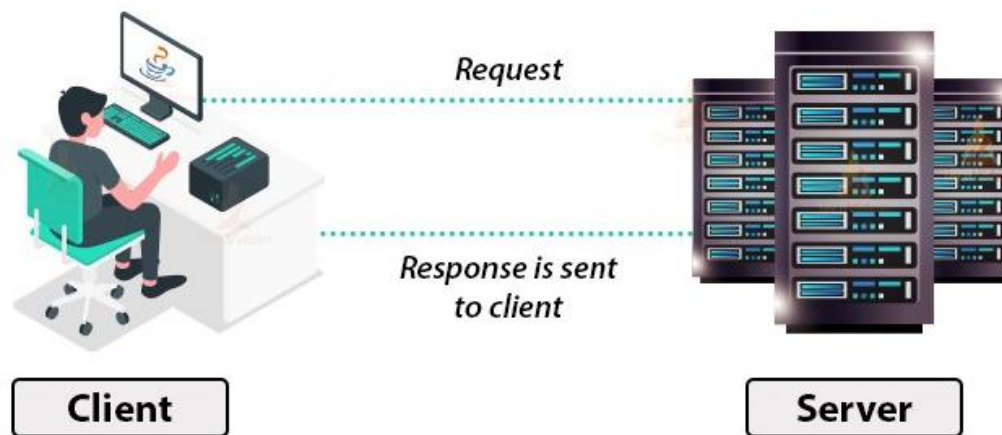 Request
Response is sent
to client
Client
Server